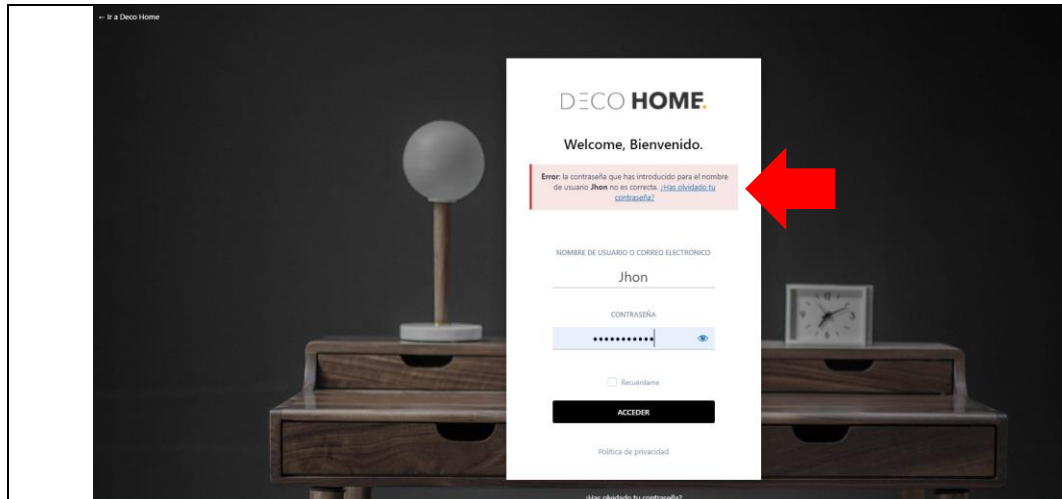 ← Ir a Deco Home
DECO HOME.
Welcome, Bienvenido.
Error: la contraseña que has introducido para el nombre
de usuario Jhon no es correcta. ¿Has olvidado tu
contraseña?
NOMBRE DE USUARIO O CORREO ELECTRÓNICO
Jhon
CONTRASEÑA
•••••••••••
Recuérdame
ACCEDER
Política de privacidad
¿Has olvidado tu contraseña?